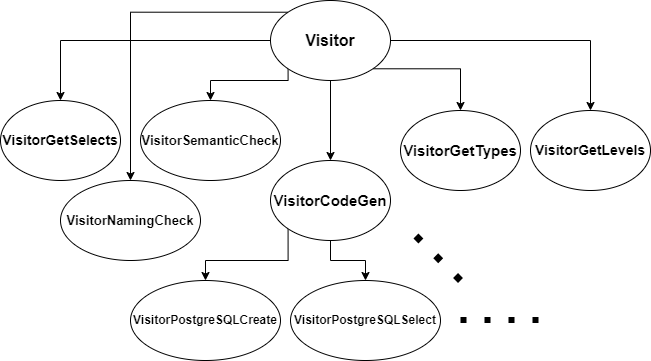 Visitor
VisitorGetSelects
VisitorSemanticCheck
VisitorGetTypes
VisitorGetLevels
VisitorNamingCheck
VisitorCodeGen
VisitorPostgreSQLCreate
VisitorPostgreSQLSelect